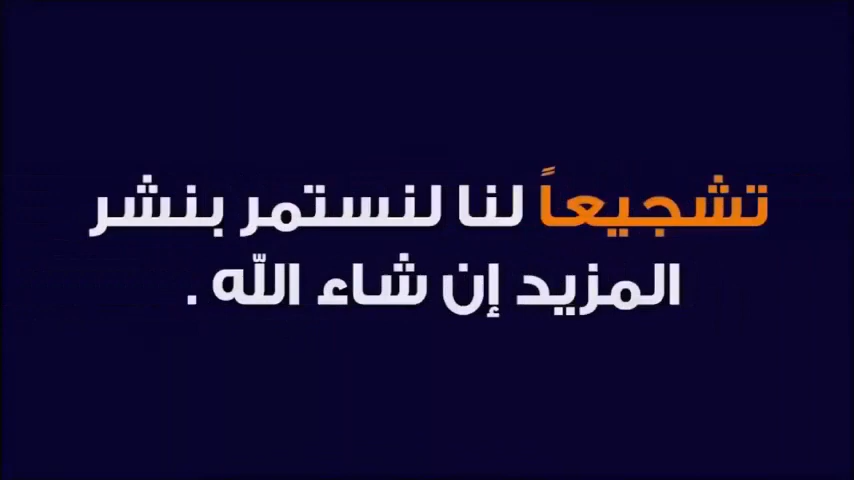 تشجيعاً لنا لنستمر بنشر
المزيد إن شاء الله .